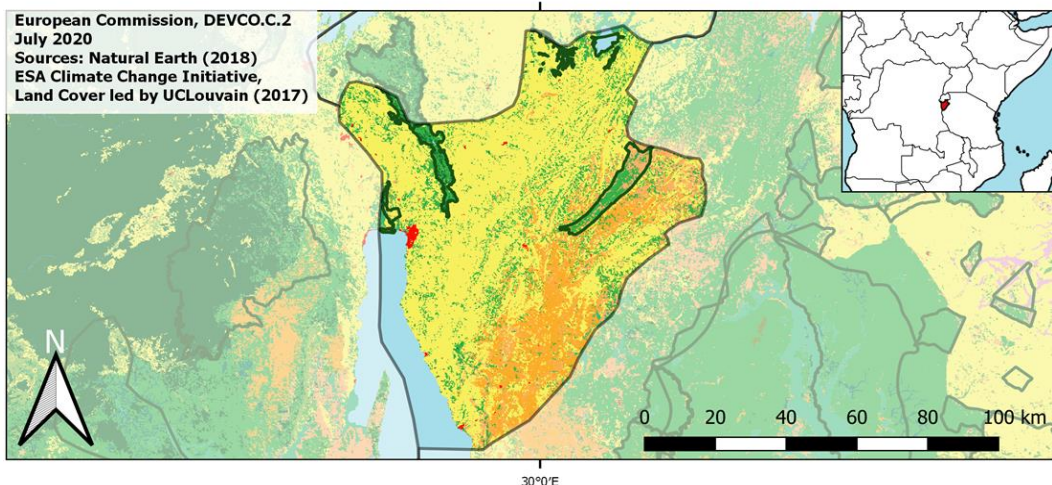 European Commission, DEVCO.C.2
July 2020
Sources: Natural Earth (2018)
ESA Climate Change Initiative,
Land Cover led by UCLouvain (2017)
N
0 20 40 60 80 100 km
30°0'E